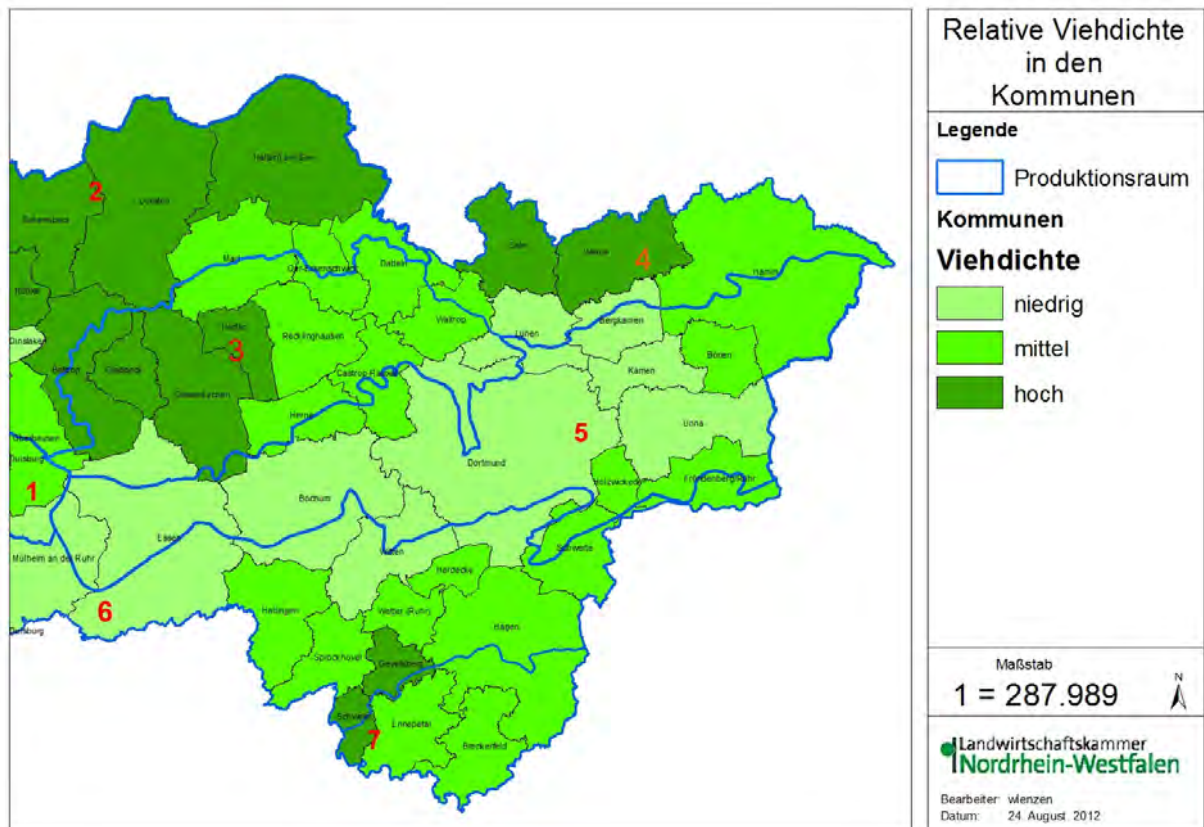 Relative Viehdichte
in den
Kommunen
Legende
Produktionsraum
Kommunen
Viehdichte
niedrig
mittel
hoch
Maßstab
1 = 287.989
N
Landwirtschaftskammer
Nordrhein-Westfalen
Bearbeiter: wlenzen
Datum: 24. August 2012
Haltern am See
2
Dorsten
Schermbeck
Selm
Werne
4
Marl
Oer-Erkenschwick
Datteln
Hamm
Hünxe
Waltrop
Bergkamen
Lünen
Herten
Recklinghausen
Dinslaken
3
Bottrop
Gladbeck
Castrop-Rauxel
Kamen
Bönen
Gelsenkirchen
Herne
Unna
Oberhausen
5
Duisburg
Dortmund
Holzwickede
Fröndenberg/Ruhr
1
Bochum
Essen
Witten
Schwerte
Mülheim an der Ruhr
Herdecke
6
Hattingen
Wetter (Ruhr)
Hagen
Duisburg
Sprockhövel
Gevelsberg
Schwelm
Ennepetal
7
Breckerfeld